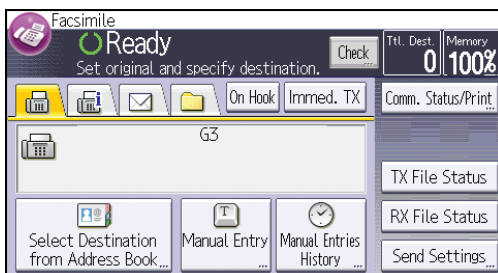 Facsimile
Ready
Set original and specify destination.
Check
Ttl. Dest.
0
Memory
100%
On Hook
Immed. TX
Comm. Status/Print
G3
TX File Status
RX File Status
Select Destination
from Address Book
T
Manual Entry
Manual Entries
History
Send Settings